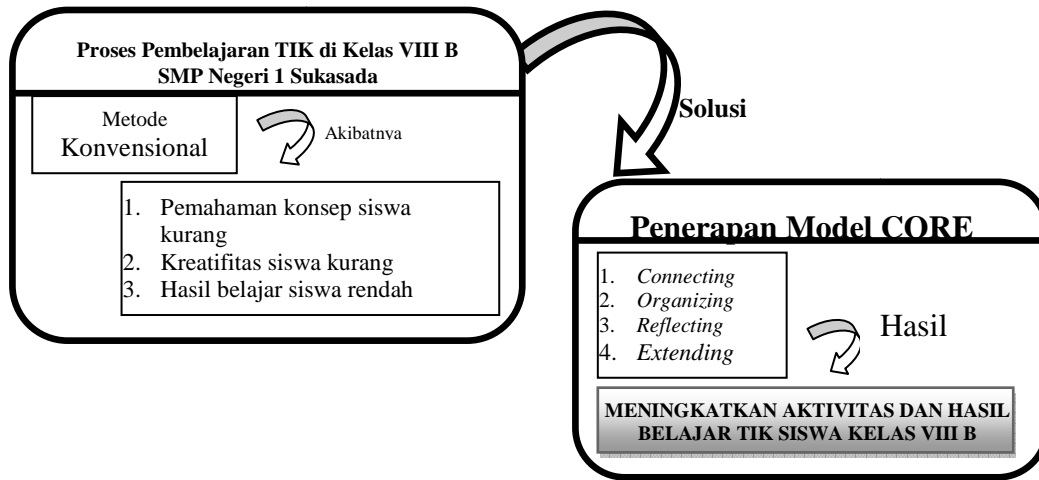 Proses Pembelajaran TIK di Kelas VIII B
SMP Negeri 1 Sukasada
Metode
Konvensional
Akibatnya
1. Pemahaman konsep siswa
kurang
2. Kreatifitas siswa kurang
3. Hasil belajar siswa rendah
Solusi
Penerapan Model CORE
1. Connecting
2. Organizing
3. Reflecting
4. Extending
Hasil
MENINGKATKAN AKTIVITAS DAN HASIL
BELAJAR TIK SISWA KELAS VIII B